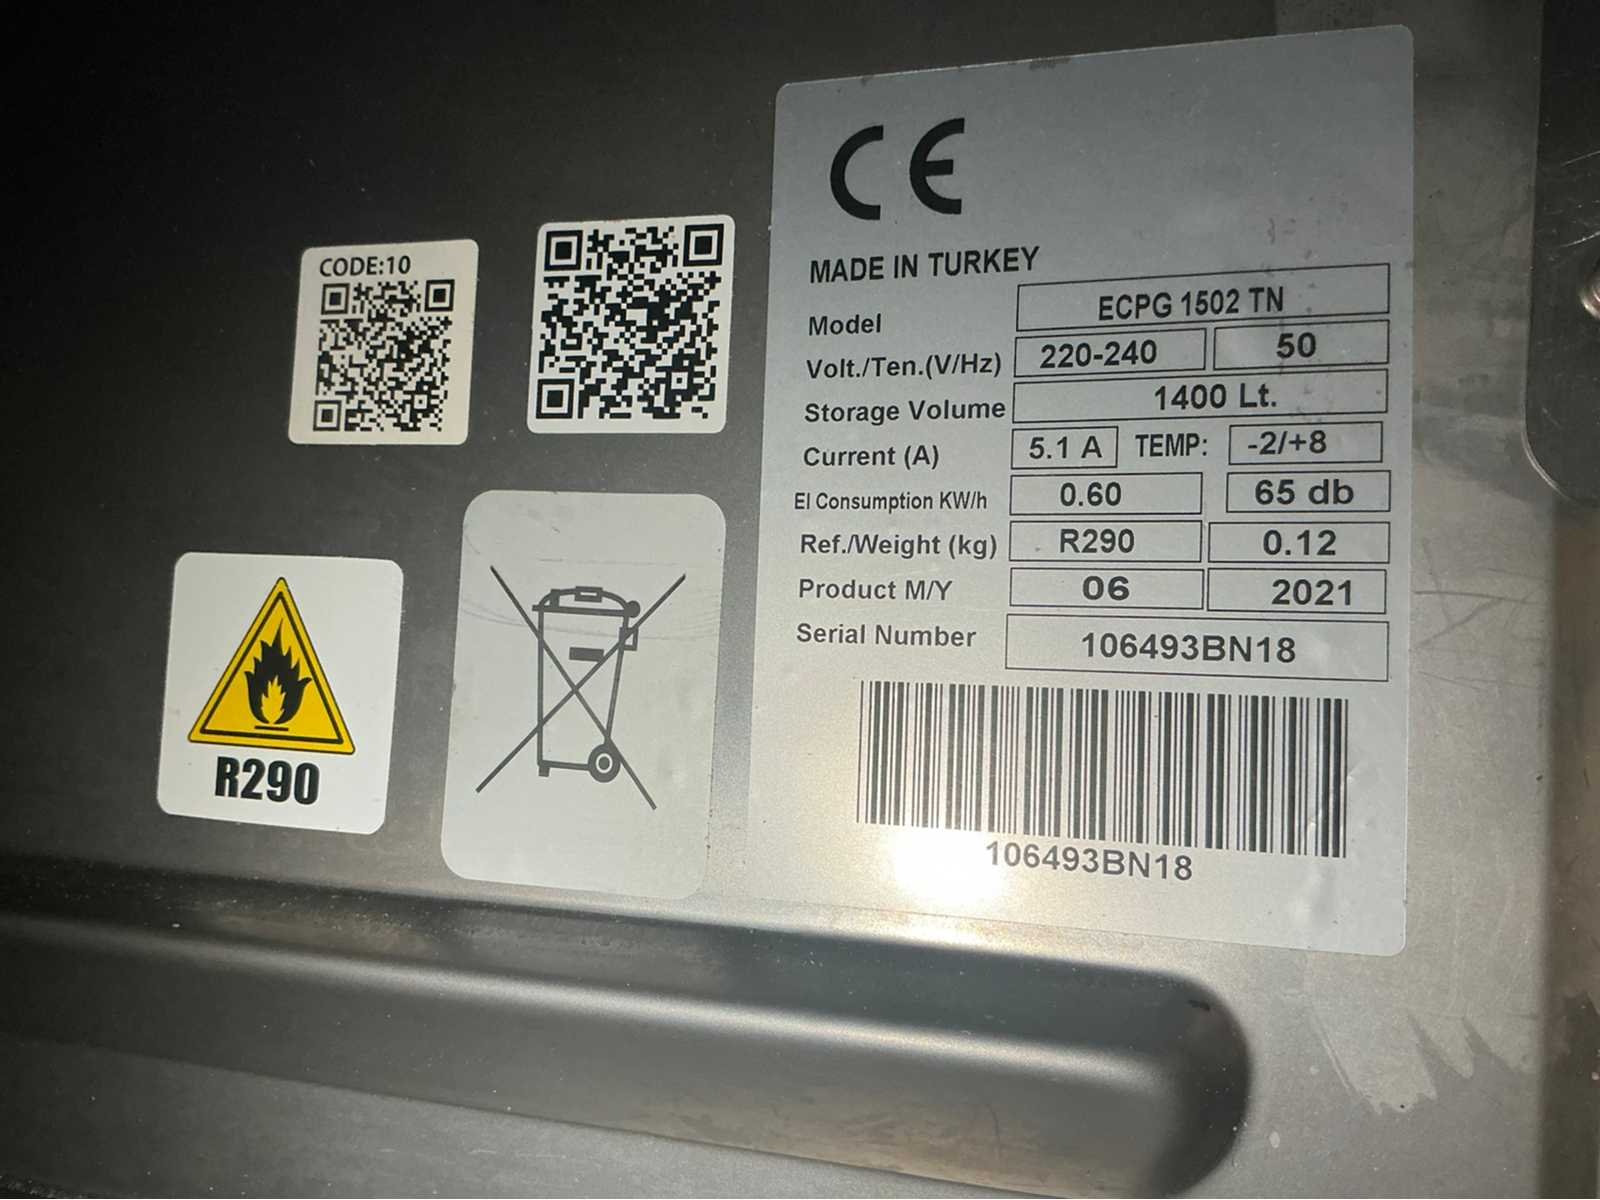 CE
MADE IN TURKEY
Model ECPG 1502 TN
Volt./Ten.(V/Hz) 220-240 50
Storage Volume 1400 Lt.
Current (A) 5.1 A TEMP: -2/+8
El Consumption KW/h 0.60 65 db
Ref./Weight (kg) R290 0.12
Product M/Y 06 2021
Serial Number 106493BN18
106493BN18
CODE:10
R290